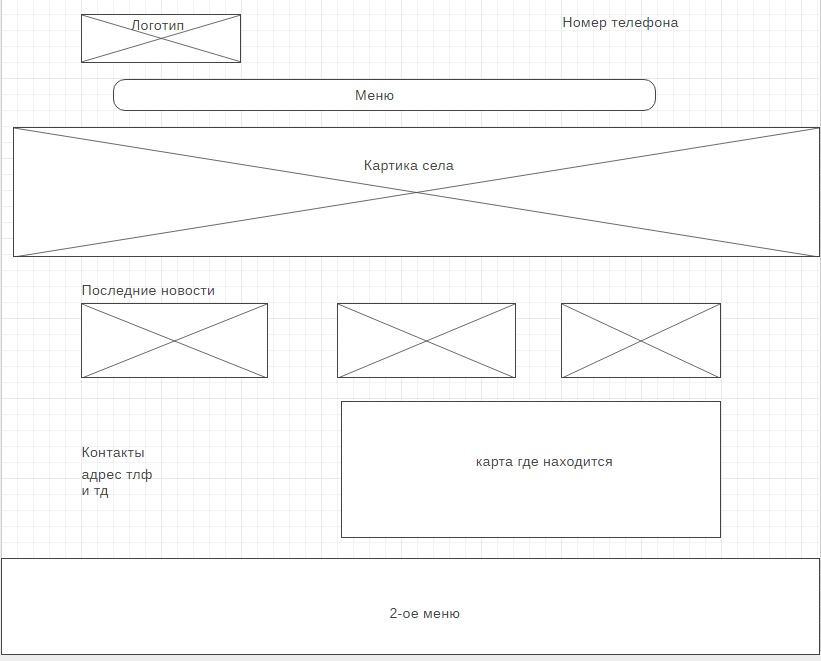 Логотип
Номер телефона
Меню
Картика села
Последние новости
Контакты
адрес тлф
и тд
карта где находится
2-ое меню